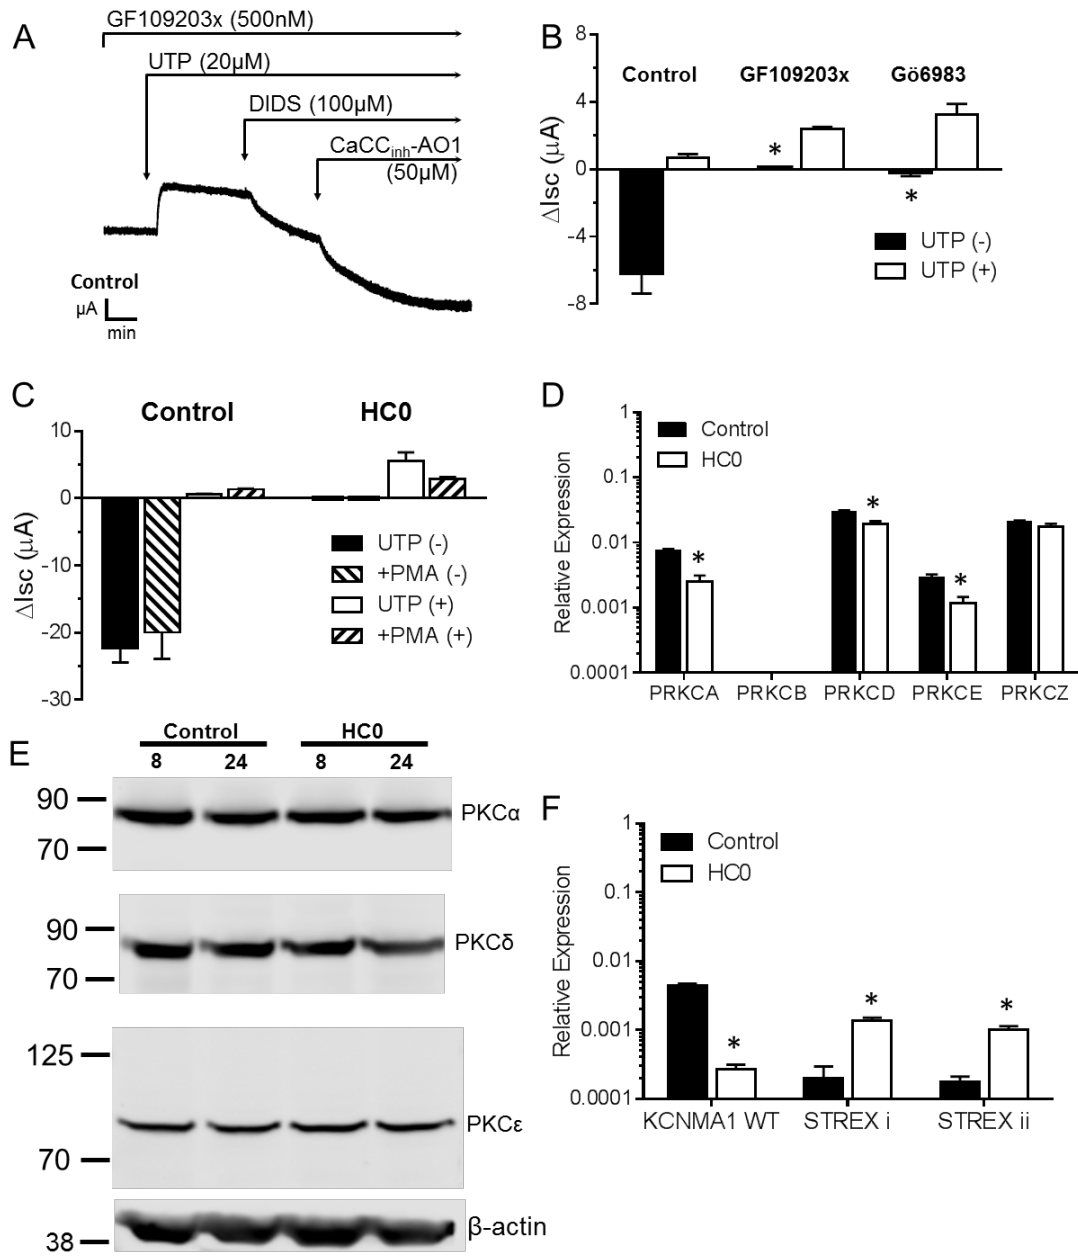 A
GF109203x (500nM)
UTP (20µM)
DIDS (100µM)
CaCCinh-AO1
(50µM)
Control
µA
min
B
Control GF109203x Gö6983
8
4
0
-4
-8
ΔIsc (µA)
*
*
UTP (-)
UTP (+)
C
Control HC0
10
0
-10
-20
-30
ΔIsc (µA)
UTP (-)
+PMA (-)
UTP (+)
+PMA (+)
D
1
0.1
0.01
0.001
0.0001
Relative Expression
Control
HC0
*
*
*
PRKCA PRKCB PRKCD PRKCE PRKCZ
E
Control HC0
8 24 8 24
90
70
PKCα
90
70
PKCδ
125
70
PKCε
38
β-actin
F
1
0.1
0.01
0.001
0.0001
Relative Expression
Control
HC0
*
*
*
KCNMA1 WT STREX i STREX ii